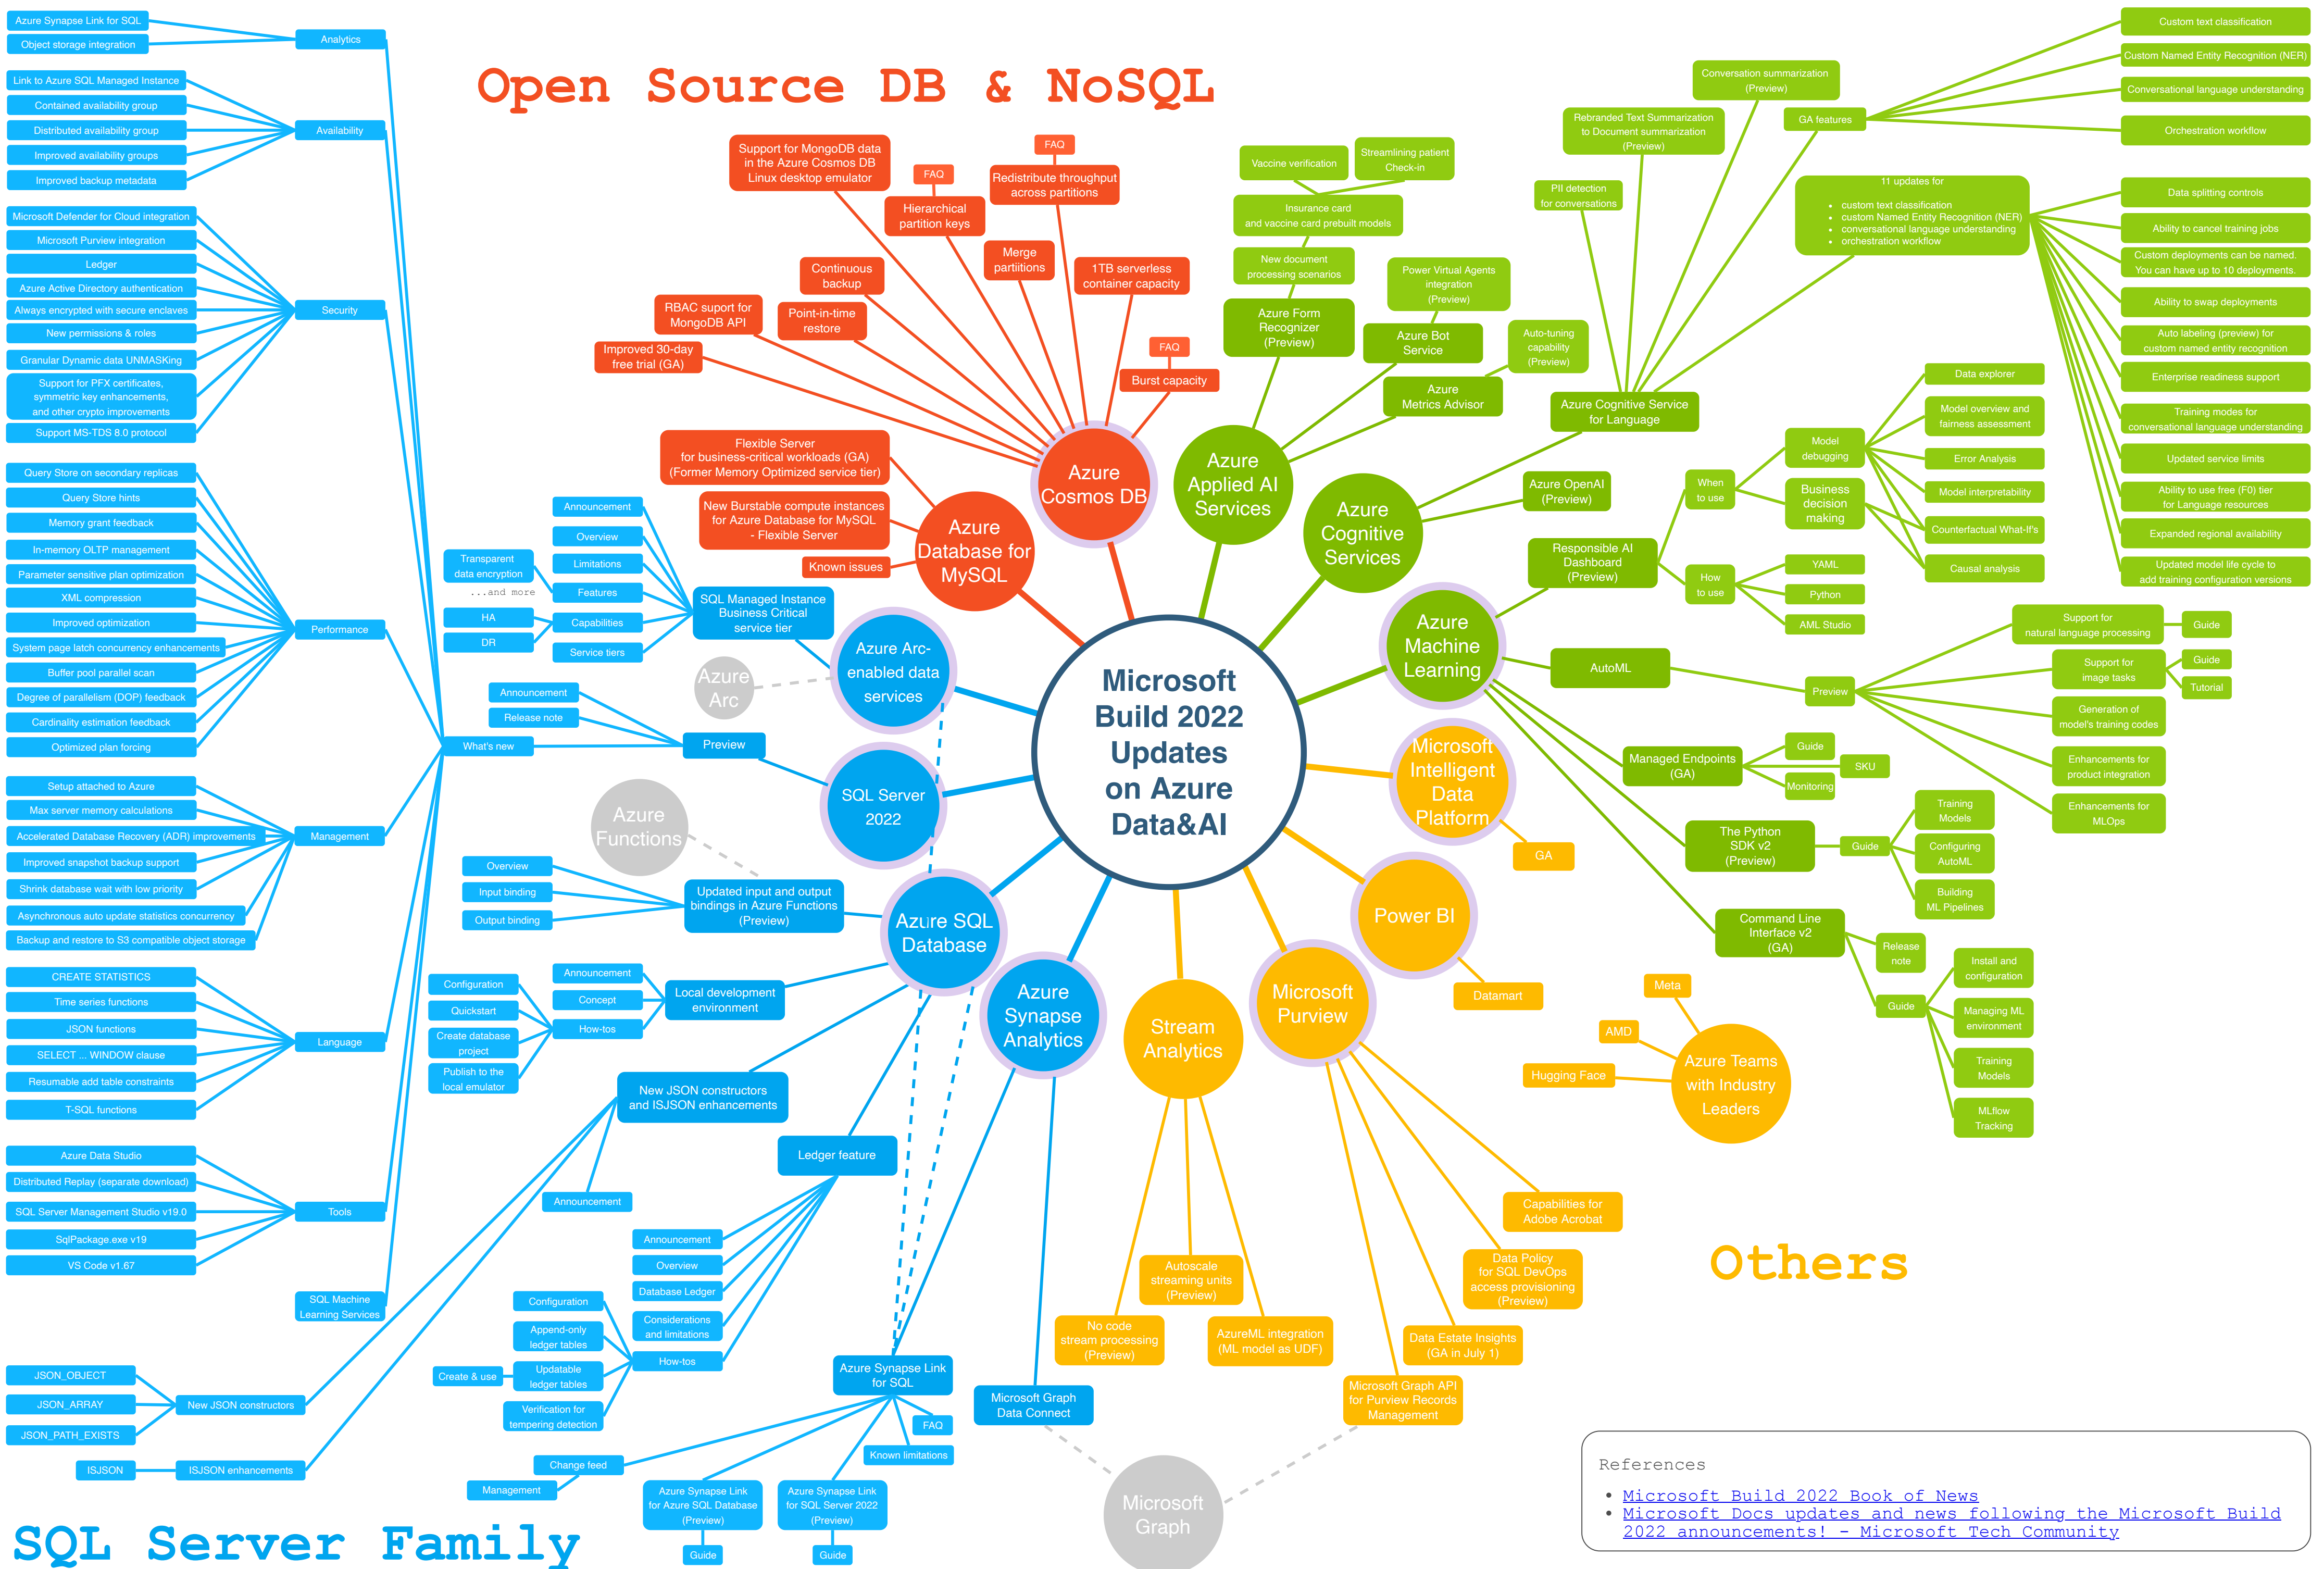 Open Source DB & NoSQL
Microsoft
Build 2022
Updates
on Azure
Data&AI
Azure Synapse Link for SQL
Object storage integration
Analytics
Link to Azure SQL Managed Instance
Contained availability group
Distributed availability group
Improved availability groups
Improved backup metadata
Availability
Microsoft Defender for Cloud integration
Microsoft Purview integration
Ledger
Azure Active Directory authentication
Always encrypted with secure enclaves
New permissions & roles
Granular Dynamic data UNMASKing
Support for PFX certificates,
symmetric key enhancements,
and other crypto improvements
Support MS-TDS 8.0 protocol
Security
Query Store on secondary replicas
Query Store hints
Memory grant feedback
In-memory OLTP management
Parameter sensitive plan optimization
XML compression
Improved optimization
System page latch concurrency enhancements
Buffer pool parallel scan
Degree of parallelism (DOP) feedback
Cardinality estimation feedback
Optimized plan forcing
Performance
What's new
Setup attached to Azure
Max server memory calculations
Accelerated Database Recovery (ADR) improvements
Improved snapshot backup support
Shrink database wait with low priority
Asynchronous auto update statistics concurrency
Backup and restore to S3 compatible object storage
Management
CREATE STATISTICS
Time series functions
JSON functions
SELECT ... WINDOW clause
Resumable add table constraints
T-SQL functions
Language
Azure Data Studio
Distributed Replay (separate download)
SQL Server Management Studio v19.0
SqlPackage.exe v19
VS Code v1.67
Tools
SQL Machine
Learning Services
JSON_OBJECT
JSON_ARRAY
JSON_PATH_EXISTS
New JSON constructors
ISJSON
ISJSON enhancements
SQL Server Family
Support for MongoDB data
in the Azure Cosmos DB
Linux desktop emulator
FAQ
Hierarchical
partition keys
FAQ
Redistribute throughput
across partitions
Merge
partiitions
1TB serverless
container capacity
Continuous
backup
Point-in-time
restore
RBAC suport for
MongoDB API
Improved 30-day
free trial (GA)
FAQ
Burst capacity
Azure
Cosmos DB
Flexible Server
for business-critical workloads (GA)
(Former Memory Optimized service tier)
New Burstable compute instances
for Azure Database for MySQL
- Flexible Server
Known issues
Azure
Database for
MySQL
Announcement
Overview
Limitations
Features
Capabilities
Service tiers
Transparent
data encryption
...and more
HA
DR
SQL Managed Instance
Business Critical
service tier
Azure Arc-
enabled data
services
Azure
Arc
Announcement
Release note
Preview
SQL Server
2022
Azure
Functions
Overview
Input binding
Output binding
Updated input and output
bindings in Azure Functions
(Preview)
Azure SQL
Database
Announcement
Concept
How-tos
Configuration
Quickstart
Create database
project
Publish to the
local emulator
Local development
environment
New JSON constructors
and ISJSON enhancements
Announcement
Ledger feature
Announcement
Overview
Database Ledger
Considerations
and limitations
How-tos
Configuration
Append-only
ledger tables
Create & use
Updatable
ledger tables
Verification for
tempering detection
Azure
Synapse
Analytics
Azure Synapse Link
for SQL
FAQ
Known limitations
Change feed
Management
Azure Synapse Link
for Azure SQL Database
(Preview)
Guide
Azure Synapse Link
for SQL Server 2022
(Preview)
Guide
Microsoft Graph
Data Connect
Microsoft
Graph
Stream
Analytics
No code
stream processing
(Preview)
Autoscale
streaming units
(Preview)
AzureML integration
(ML model as UDF)
Microsoft
Purview
Capabilities for
Adobe Acrobat
Data Policy
for SQL DevOps
access provisioning
(Preview)
Data Estate Insights
(GA in July 1)
Microsoft Graph API
for Purview Records
Management
Power BI
Datamart
Microsoft
Intelligent
Data
Platform
GA
Meta
AMD
Hugging Face
Azure Teams
with Industry
Leaders
Others
Vaccine verification
Streamlining patient
Check-in
Insurance card
and vaccine card prebuilt models
New document
processing scenarios
Azure Form
Recognizer
(Preview)
Power Virtual Agents
integration
(Preview)
Azure Bot
Service
Auto-tuning
capability
(Preview)
Azure
Metrics Advisor
Azure
Applied AI
Services
Azure
Cognitive
Services
Azure Cognitive Service
for Language
Azure OpenAI
(Preview)
PII detection
for conversations
Rebranded Text Summarization
to Document summarization
(Preview)
Conversation summarization
(Preview)
GA features
Custom text classification
Custom Named Entity Recognition (NER)
Conversational language understanding
Orchestration workflow
11 updates for
• custom text classification
• custom Named Entity Recognition (NER)
• conversational language understanding
• orchestration workflow
Data splitting controls
Ability to cancel training jobs
Custom deployments can be named.
You can have up to 10 deployments.
Ability to swap deployments
Auto labeling (preview) for
custom named entity recognition
Enterprise readiness support
Training modes for
conversational language understanding
Updated service limits
Ability to use free (F0) tier
for Language resources
Expanded regional availability
Updated model life cycle to
add training configuration versions
Azure
Machine
Learning
Responsible AI
Dashboard
(Preview)
When
to use
Model
debugging
Business
decision
making
Data explorer
Model overview and
fairness assessment
Error Analysis
Model interpretability
Counterfactual What-If's
Causal analysis
How
to use
YAML
Python
AML Studio
AutoML
Preview
Support for
natural language processing
Guide
Support for
image tasks
Guide
Tutorial
Generation of
model's training codes
Enhancements for
product integration
Enhancements for
MLOps
Managed Endpoints
(GA)
Guide
SKU
Monitoring
The Python
SDK v2
(Preview)
Guide
Training
Models
Configuring
AutoML
Building
ML Pipelines
Command Line
Interface v2
(GA)
Release
note
Guide
Install and
configuration
Managing ML
environment
Training
Models
MLflow
Tracking
References
• Microsoft Build 2022 Book of News
• Microsoft Docs updates and news following the Microsoft Build
2022 announcements! - Microsoft Tech Community